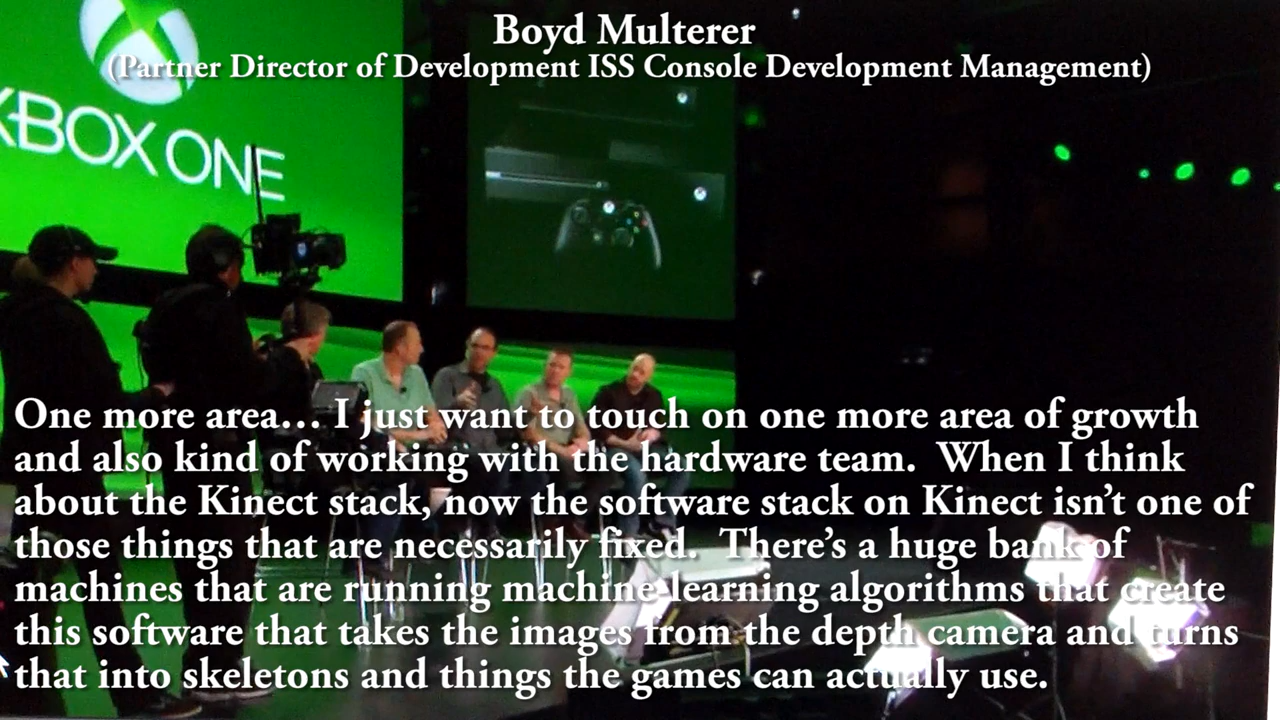 Boyd Multerer
(Partner Director of Development ISS Console Development Management)
XBOX ONE
One more area… I just want to touch on one more area of growth
and also kind of working with the hardware team.  When I think
about the Kinect stack, now the software stack on Kinect isn’t one of
those things that are necessarily fixed.  There’s a huge bank of
machines that are running machine-learning algorithms that create
this software that takes the images from the depth camera and turns
that into skeletons and things the games can actually use.